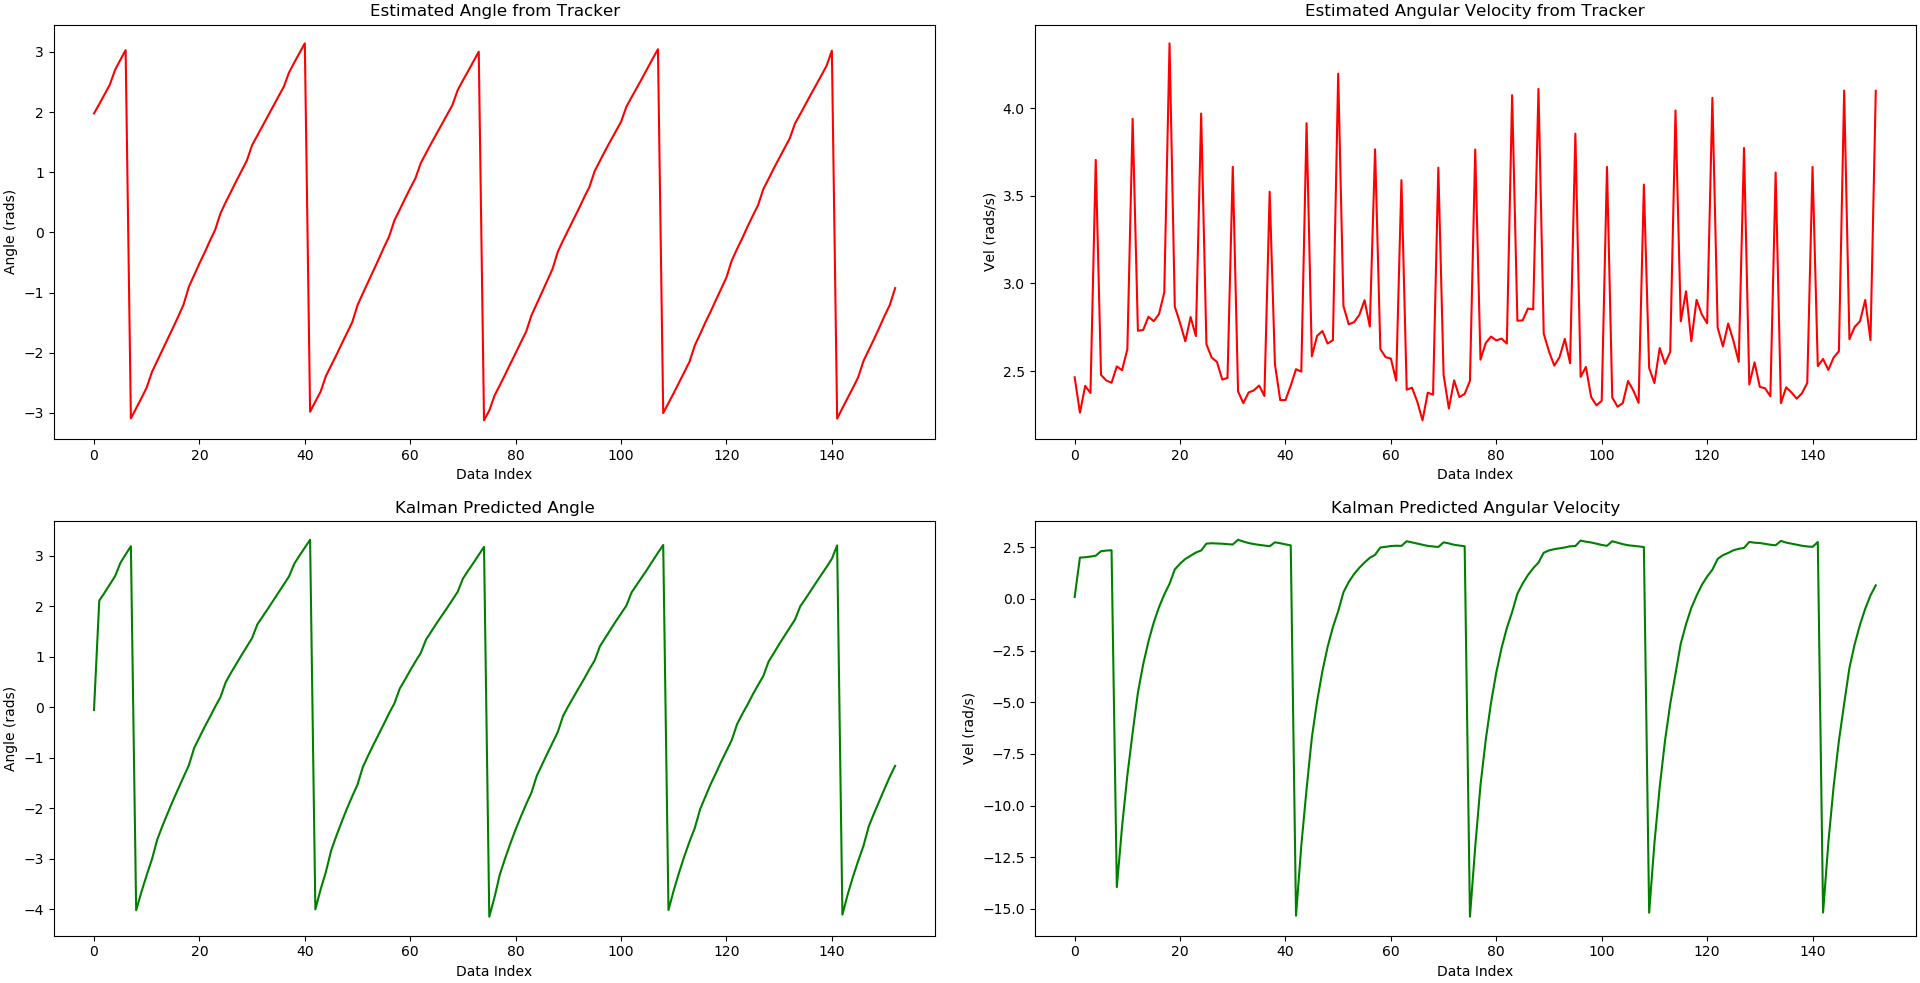 Estimated Angle from Tracker
Angle (rads)
3
2
1
0
−1
−2
−3
0 20 40 60 80 100 120 140
Data Index
Estimated Angular Velocity from Tracker
Vel (rads/s)
4.0
3.5
3.0
2.5
0 20 40 60 80 100 120 140
Data Index
Kalman Predicted Angle
Angle (rads)
3
2
1
0
−1
−2
−3
−4
0 20 40 60 80 100 120 140
Data Index
Kalman Predicted Angular Velocity
Vel (rad/s)
2.5
0.0
−2.5
−5.0
−7.5
−10.0
−12.5
−15.0
0 20 40 60 80 100 120 140
Data Index